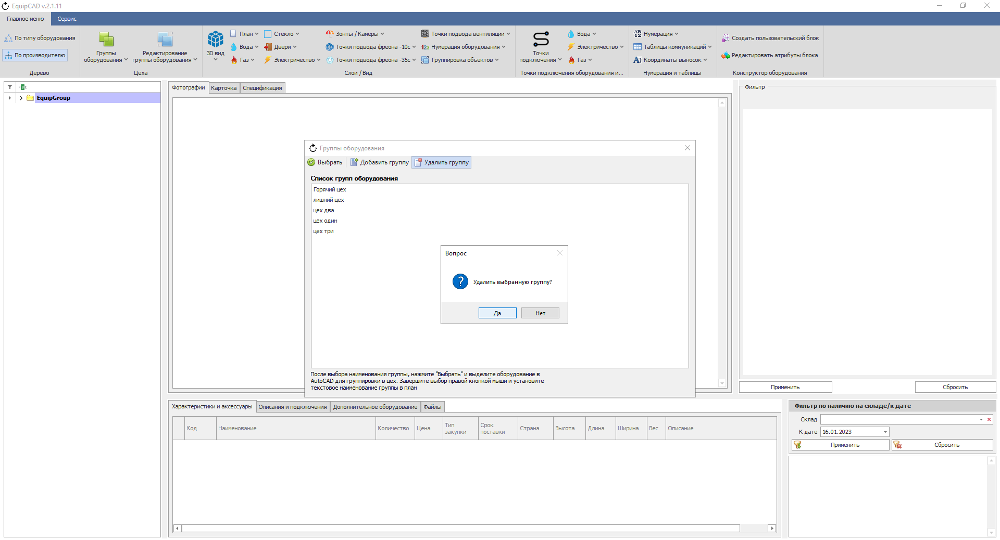 EquipCAD v.2.1.11
Главное меню
Сервис
По типу оборудования
По производителю
Дерево
Группы
оборудования
Редактирование
группы оборудования
Цеха
3D вид
План
Стекло
Зонты / Камеры
Точки подвода вентиляции
Вода
Двери
Точки подвода фреона -10с
123 Нумерация оборудования
Газ
Электричество
Точки подвода фреона -35с
Группировка объектов
Слои / Вид
Точки
подключения
Вода
Электричество
Газ
Точки подключения оборудования и...
AB
12
Нумерация
Таблицы коммуникаций
Координаты выносок
Нумерация и таблицы
Создать пользовательский блок
Редактировать атрибуты блока
Конструктор оборудования
EquipGroup
Фотографии
Карточка
Спецификация
Группы оборудования
Выбрать
Добавить группу
Удалить группу
Список групп оборудования
Горячий цех
лишний цех
цех два
цех один
цех три
Вопрос
?
Удалить выбранную группу?
Да
Нет
После выбора наименования группы, нажмите "Выбрать" и выделите оборудование в
AutoCAD для группировки в цех. Завершите выбор правой кнопкой мыши и установите
текстовое наименование группы в план
Фильтр
Применить
Сбросить
Характеристики и аксессуары
Описания и подключения
Дополнительное оборудование
Файлы
Код
Наименование
Количество
Цена
Тип
закупки
Срок
поставки
Страна
Высота
Длина
Ширина
Вес
Описание
Фильтр по наличию на складе/к дате
Склад
К дате
16.01.2023
Применить
Сбросить